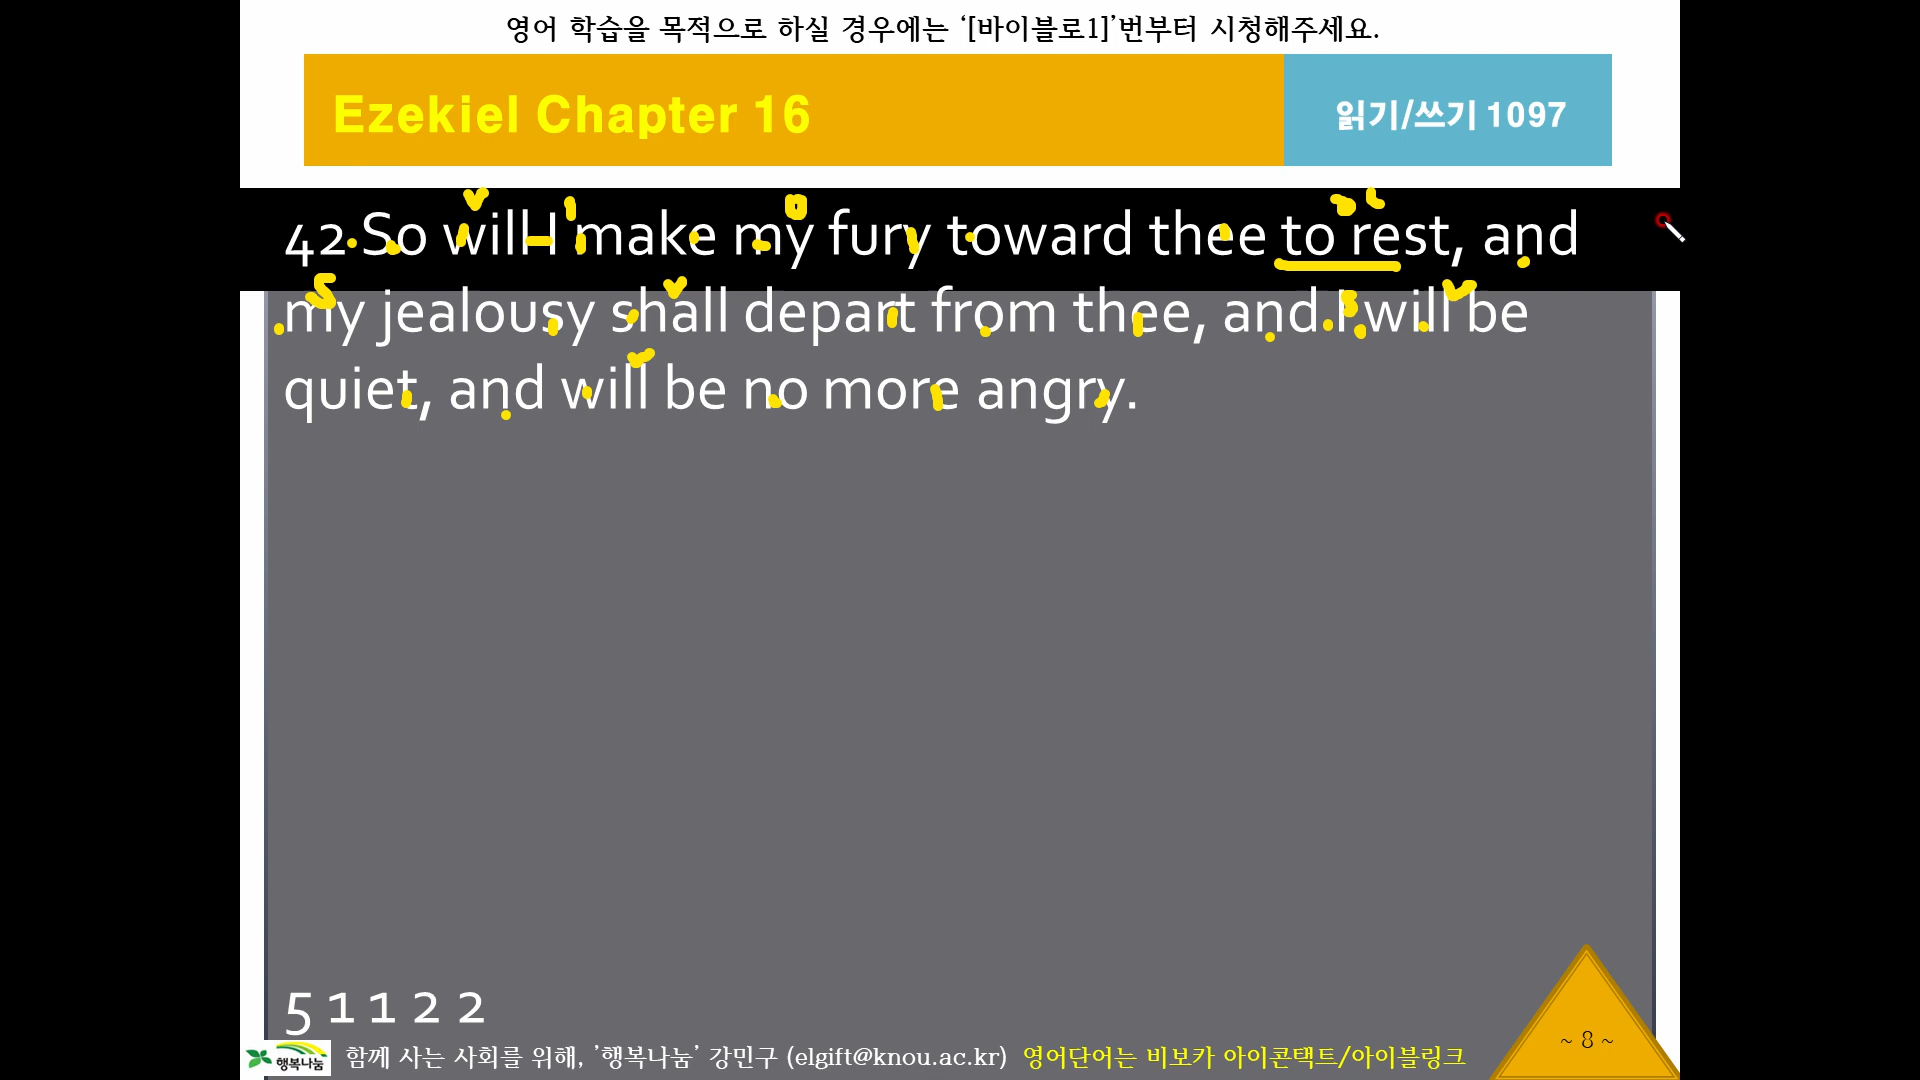 영어 학습을 목적으로 하실 경우에는 ‘[바이블로1]’번부터 시청해주세요.
Ezekiel Chapter 16
읽기/쓰기 1097
42 So will I make my fury toward thee to rest, and
my jealousy shall depart from thee, and I will be
quiet, and will be no more angry.
5 1 1 2 2
행복나눔
함께 사는 사회를 위해, ’행복나눔’ 강민구 (elgift@knou.ac.kr) 영어단어는 비보카 아이콘택트/아이블링크
~ 8 ~